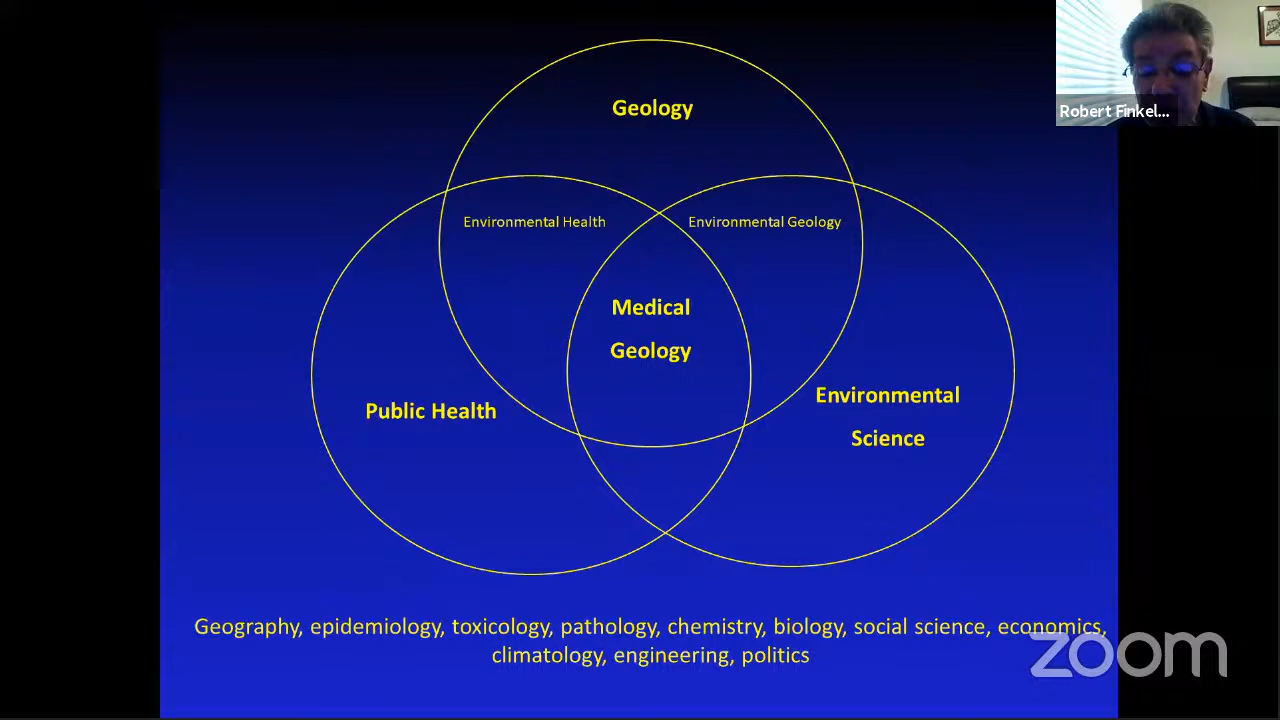 Geology
Robert Finkel...
Environmental Health
Environmental Geology
Medical
Geology
Public Health
Environmental
Science
Geography, epidemiology, toxicology, pathology, chemistry, biology, social science, economics,
climatology, engineering, politics
zoom